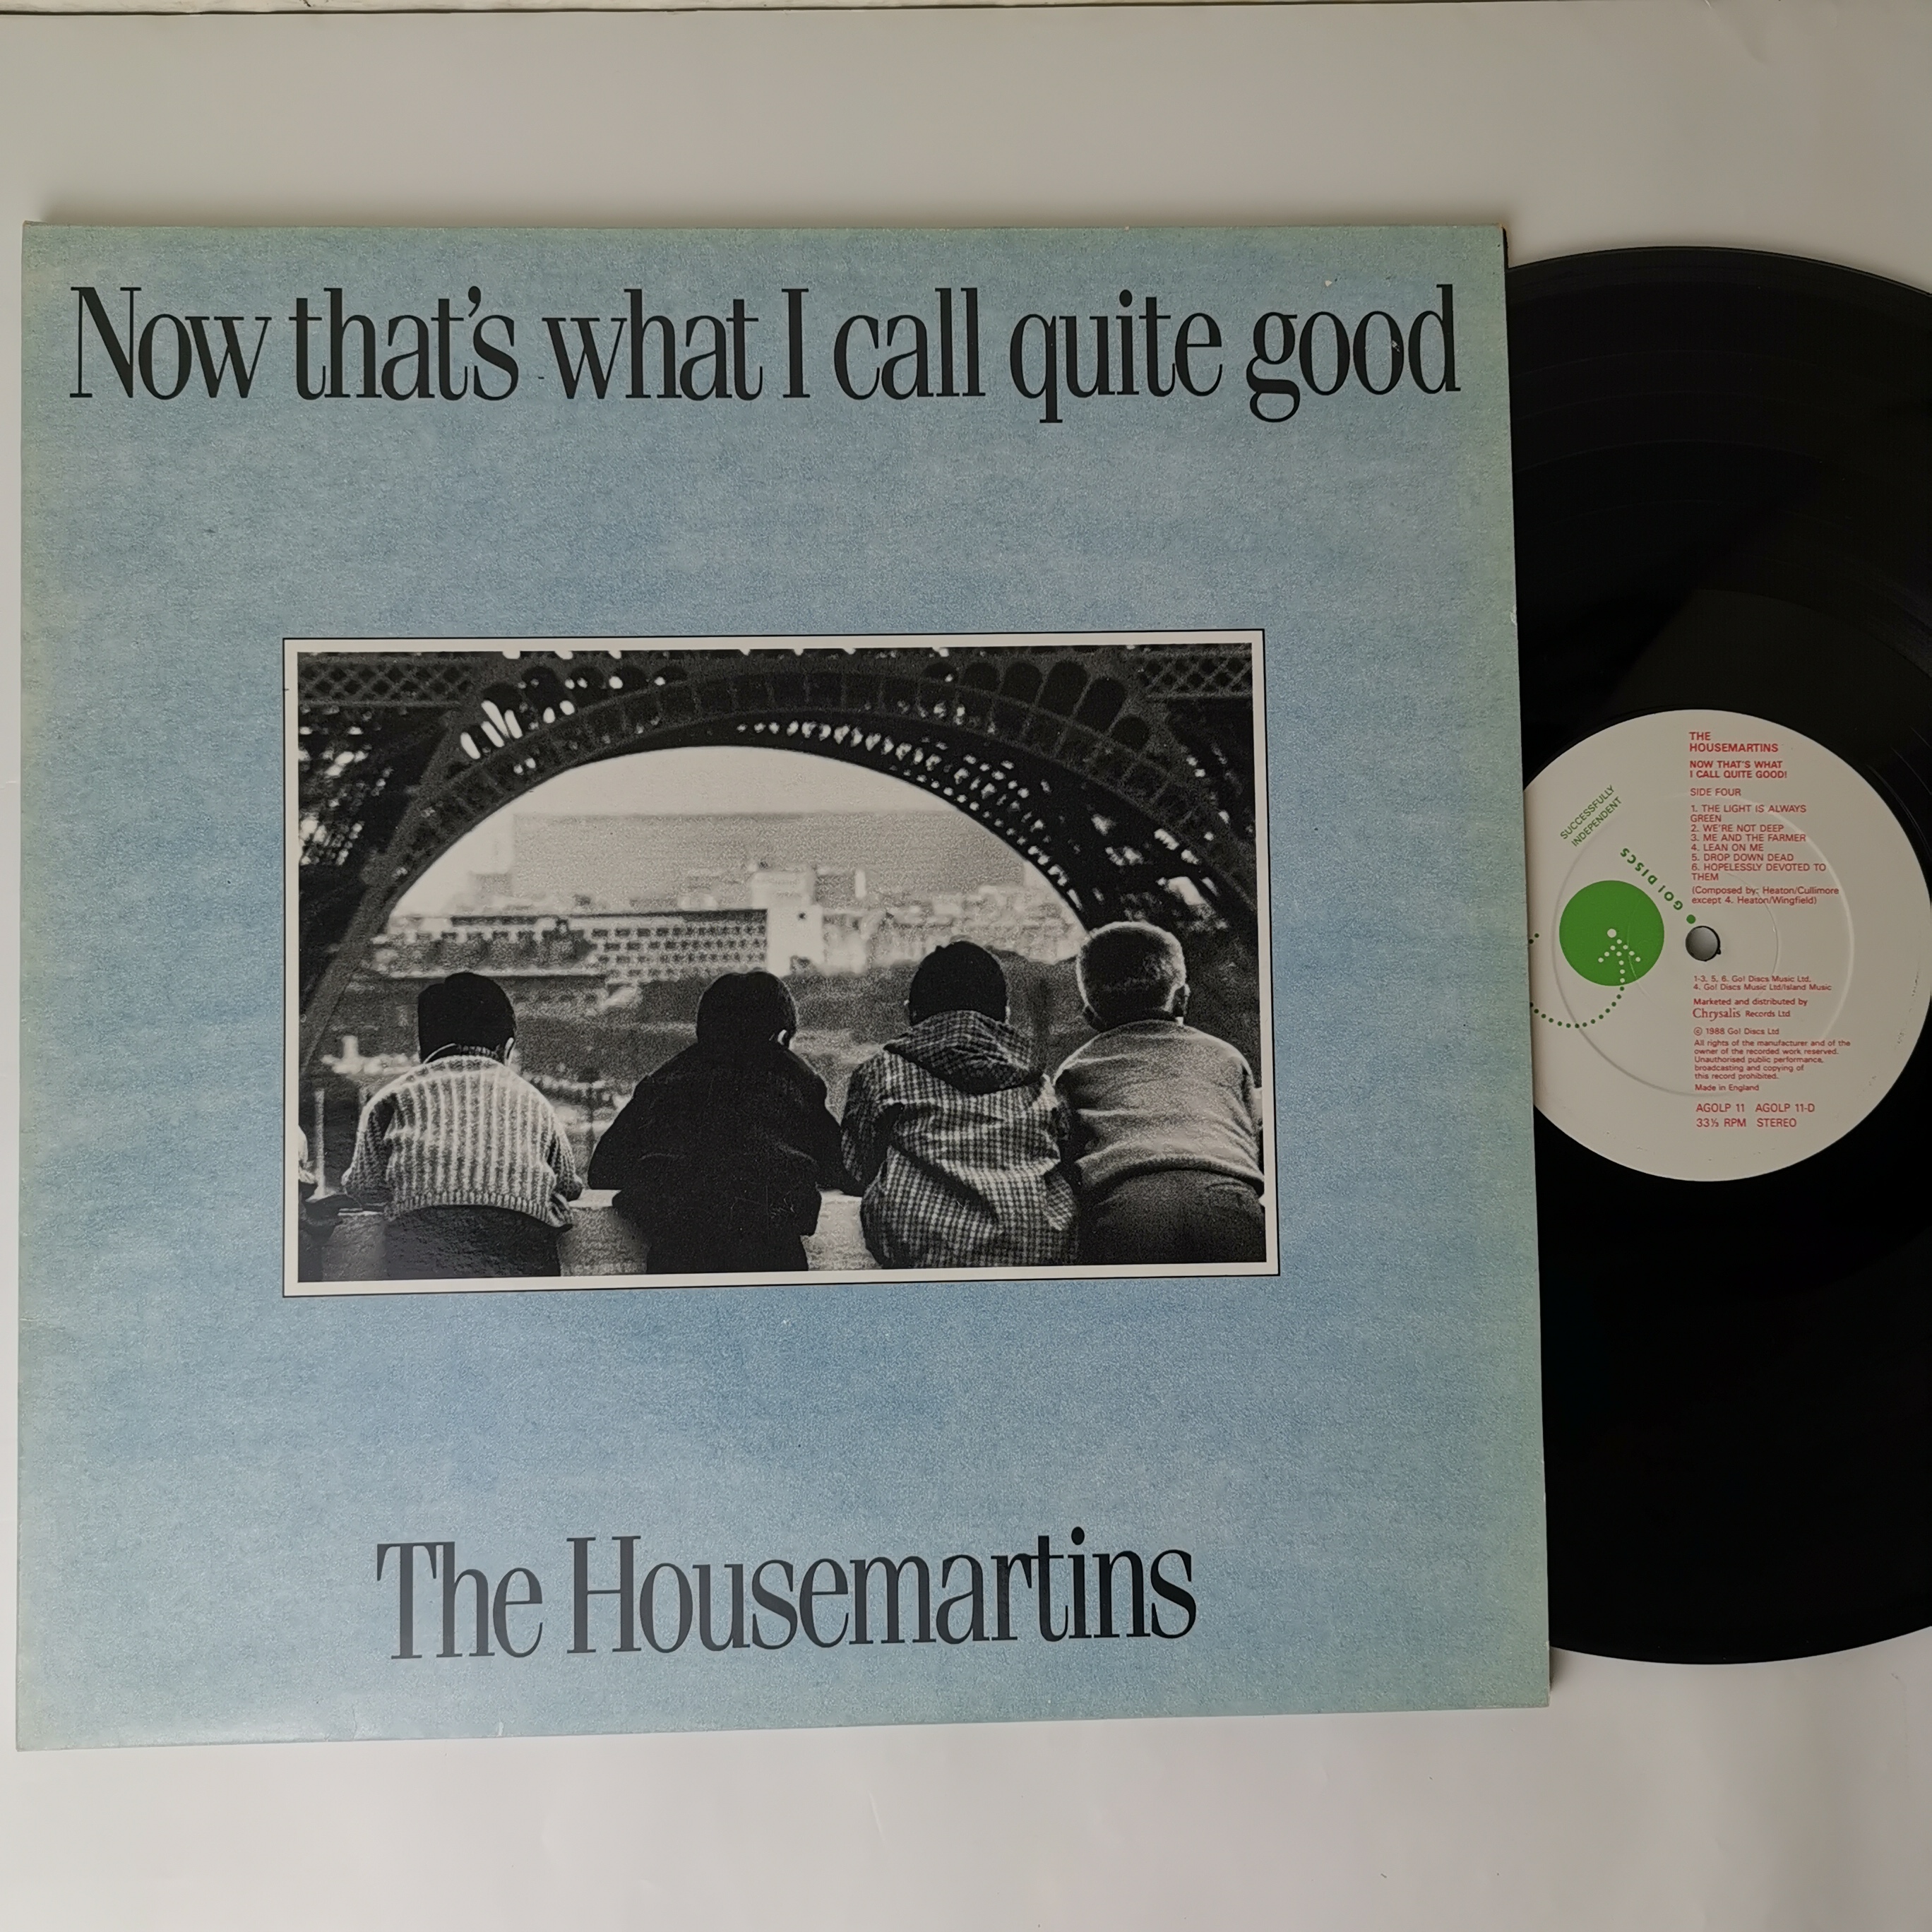 Now that's what I call quite good
The Housemartins
THE
HOUSEMARTINS
NOW THAT'S WHAT
I CALL QUITE GOOD!
SIDE FOUR
1. THE LIGHT IS ALWAYS
GREEN
2. WE'RE NOT DEEP
3. ME AND THE FARMER
4. LEAN ON ME
5. DROP DOWN DEAD
6. HOPELESSLY DEVOTED TO
THEM
(Composed by: Heaton/Cullimore
except 4. Heaton/Wingfield)
SUCCESSFULLY
INDEPENDENT
GO! DISCS
1-3, 5, 6. Go! Discs Music Ltd,
4. Go! Discs Music Ltd/Island Music
Marketed and distributed by
Chrysalis Records Ltd
© 1988 Go! Discs Ltd
All rights of the manufacturer and of the
owner of the recorded work reserved.
Unauthorised public performance,
broadcasting and copying of
this record prohibited.
Made in England
AGOLP 11 AGOLP 11-D
33⅓ RPM STEREO